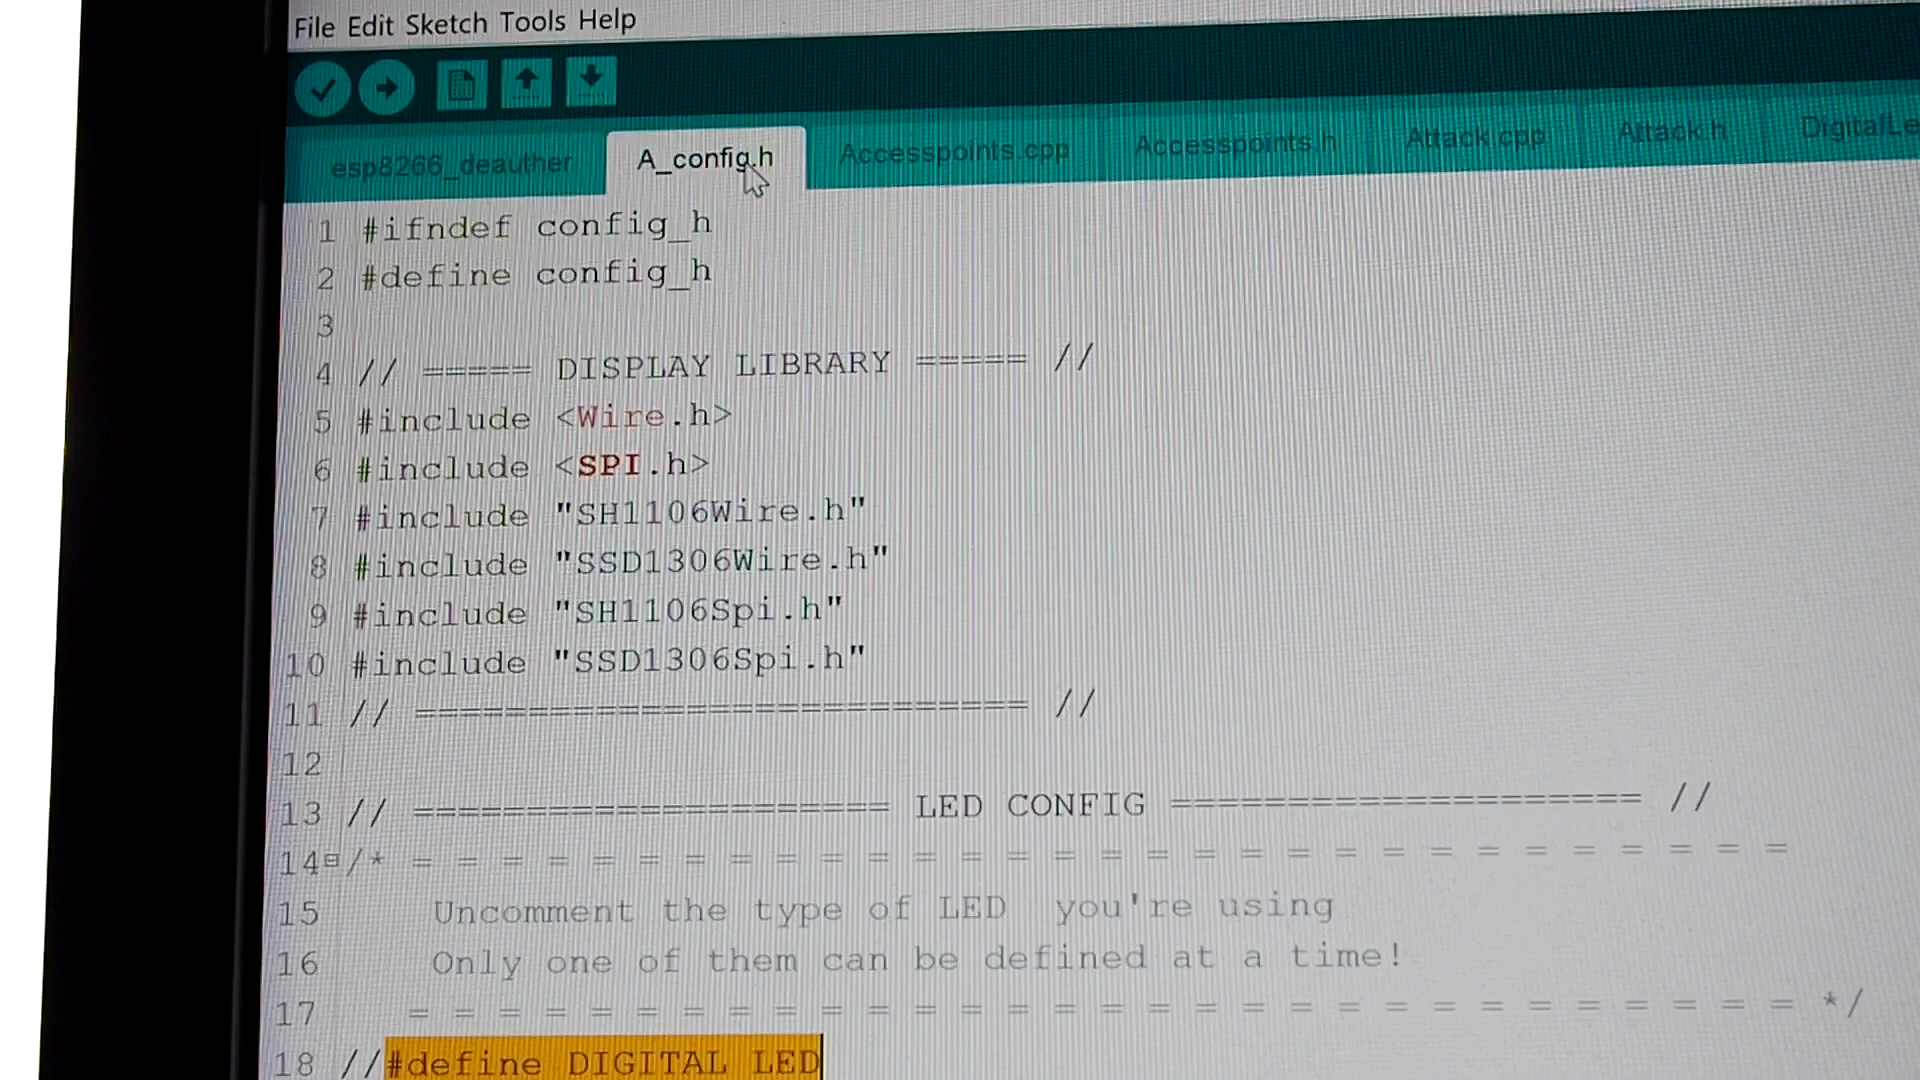 File Edit Sketch Tools Help
esp8266_deauther A_config.h Accesspoints.cpp Accesspoints.h Attack.cpp Attack.h DigitalLe
1 #ifndef config_h
2 #define config_h
3
4 // ===== DISPLAY LIBRARY ===== //
5 #include <Wire.h>
6 #include <SPI.h>
7 #include "SH1106Wire.h"
8 #include "SSD1306Wire.h"
9 #include "SH1106Spi.h"
10 #include "SSD1306Spi.h"
11 // =========================== //
12
13 // ===================== LED CONFIG ===================== //
14 /* = = = = = = = = = = = = = = = = = = = = = = = = = = = = = =
15 Uncomment the type of LED you're using
16 Only one of them can be defined at a time!
17 = = = = = = = = = = = = = = = = = = = = = = = = = = = = = = */
18 //#define DIGITAL LED